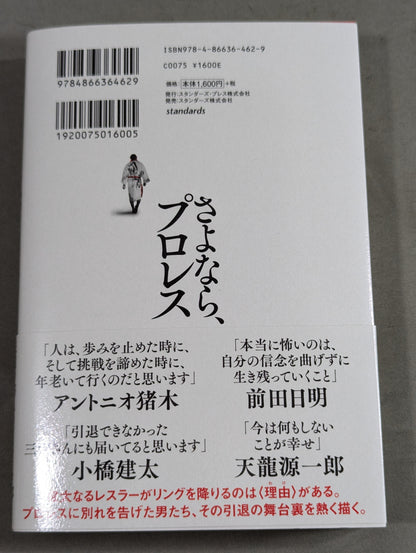 ISBN978-4-86636-462-9
C0075 ¥1600E
9784866364629
価格:本体1,600円+税
発行:スタンダーズ・プレス株式会社
発売:スタンダーズ株式会社
standards
1920075016005
さよなら、
プロレス
「人は、歩みを止めた時に、
そして挑戦を諦めた時に、
年老いて行くのだと思います」
アントニオ猪木
「本当に怖いのは、
自分の信念を曲げずに
生き残っていくこと」
前田日明
「引退できなかった
三 さんにも届いてると思います」
小橋建太
「今は何もしない
ことが幸せ」
天龍源一郎
大なるレスラーがリングを降りるのは〈理由〉がある。
プロレスに別れを告げた男たち、その引退の舞台裏を熱く描く。